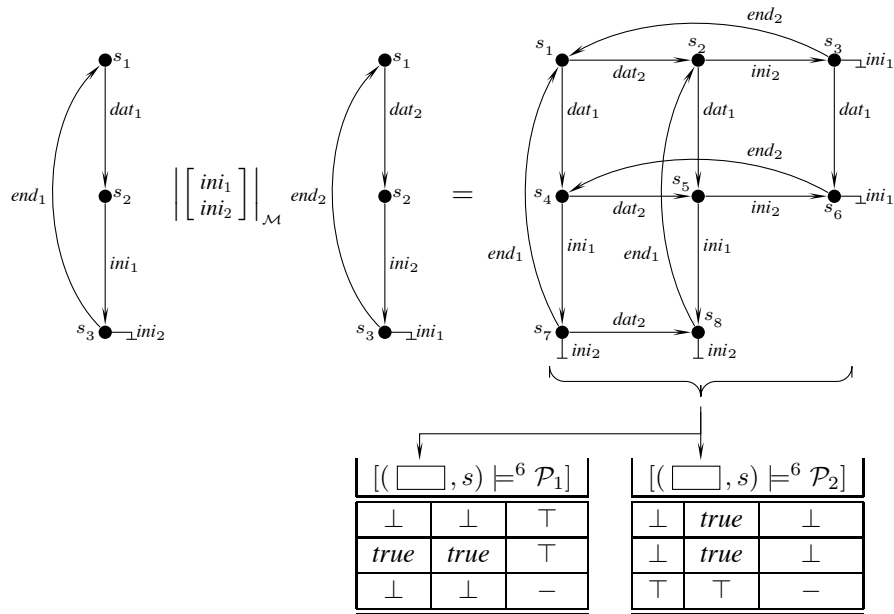 end₂
s₁ s₁ s₁ s₂ s₃ ini₁
dat₂ ini₂
dat₁ dat₂ dat₁ dat₁ dat₁
end₂
end₁ s₂ [ini₁ ini₂] M end₂ s₂ = s₄ s₅ s₆ ini₁
dat₂ ini₂
ini₁ ini₂ end₁ ini₁ end₁ ini₁
s₃ ini₂ s₃ ini₁ s₇ dat₂ s₈
ini₂ ini₂
[( , s) ⊨⁶ P₁] [( , s) ⊨⁶ P₂]
⊥ ⊥ ⊤ ⊥ true ⊥
true true ⊤ ⊥ true ⊥
⊥ ⊥ − ⊤ ⊤ −